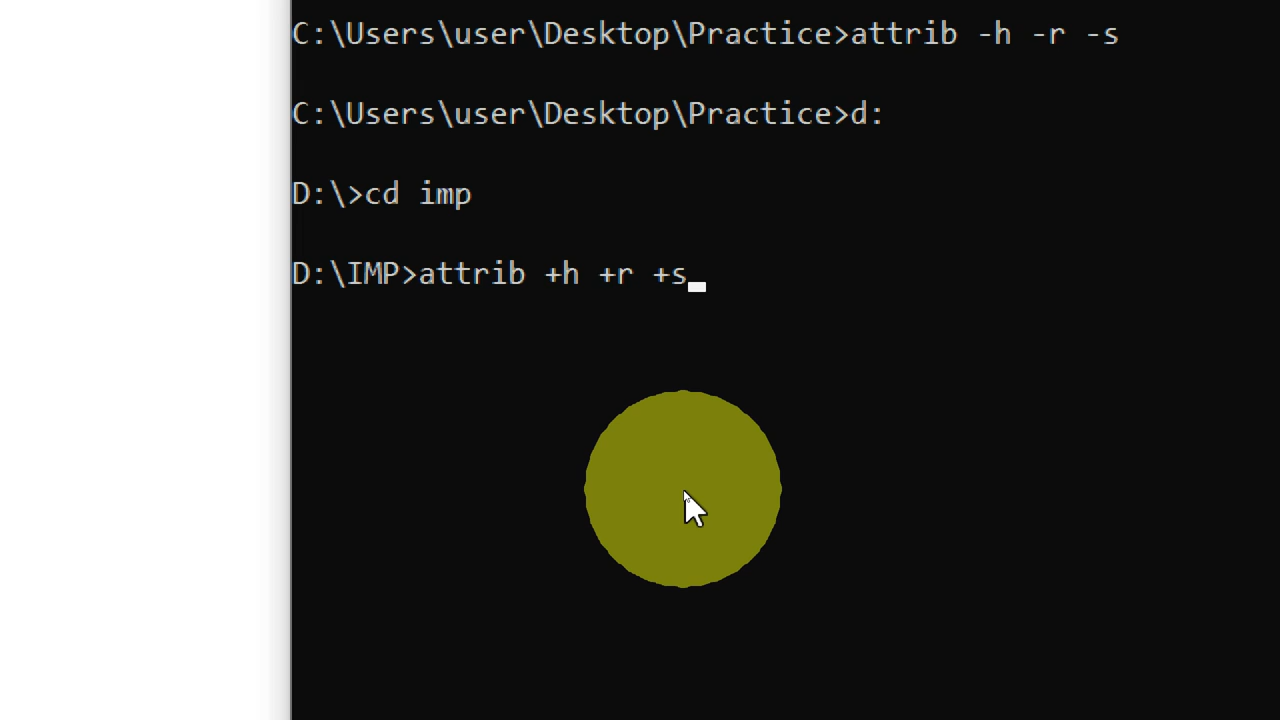 C:\Users\user\Desktop\Practice>attrib -h -r -s
C:\Users\user\Desktop\Practice>d:
D:\>cd imp
D:\IMP>attrib +h +r +s